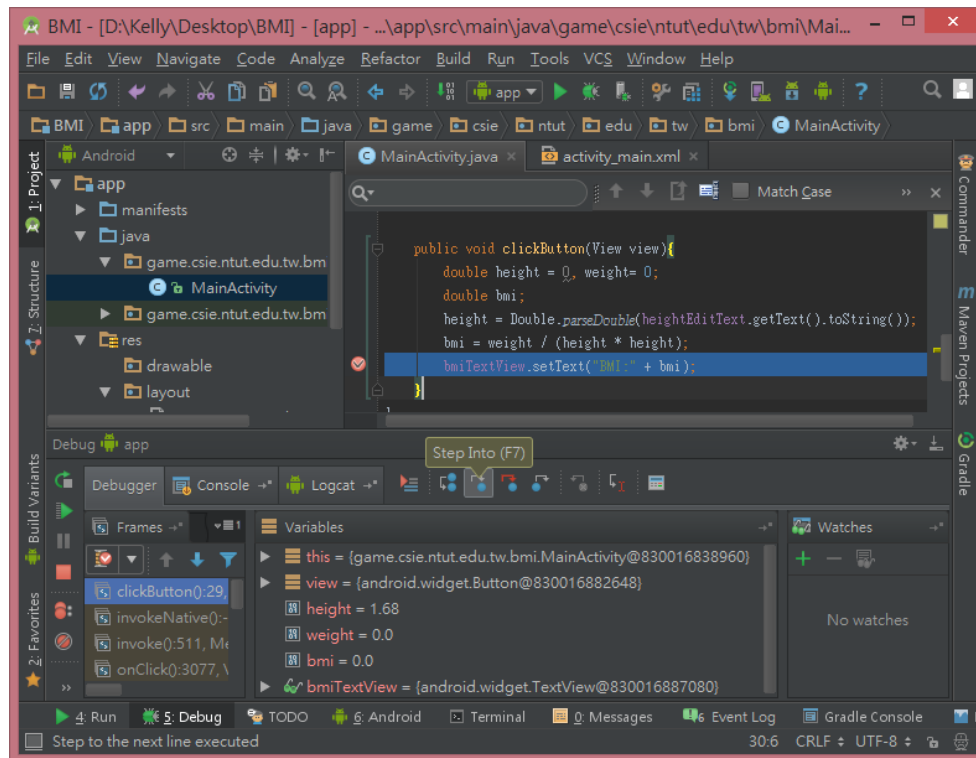 BMI - [D:\Kelly\Desktop\BMI] - [app] - ...\app\src\main\java\game\csie\ntut\edu\tw\bmi\Mai...
File Edit View Navigate Code Analyze Refactor Build Run Tools VCS Window Help
app
BMI app src main java game csie ntut edu tw bmi MainActivity
1: Project
7: Structure
Build Variants
2: Favorites
Android
app
manifests
java
game.csie.ntut.edu.tw.bm
MainActivity
game.csie.ntut.edu.tw.bm
res
drawable
layout
MainActivity.java activity_main.xml
Match Case
public void clickButton(View view){
double height = 0, weight= 0;
double bmi;
height = Double.parseDouble(heightEditText.getText().toString());
bmi = weight / (height * height);
bmiTextView.setText("BMI:" + bmi);
}
Commander
Maven Projects
Gradle
Debug app
Step Into (F7)
Debugger Console Logcat
Frames
1
clickButton():29,
invokeNative():-
invoke():511, Me
onClick():3077, \
Variables
this = {game.csie.ntut.edu.tw.bmi.MainActivity@830016838960}
view = {android.widget.Button@830016882648}
height = 1.68
weight = 0.0
bmi = 0.0
bmiTextView = {android.widget.TextView@830016887080}
Watches
No watches
4: Run 5: Debug TODO 6: Android Terminal 0: Messages 6 Event Log Gradle Console
Step to the next line executed 30:6 CRLF UTF-8